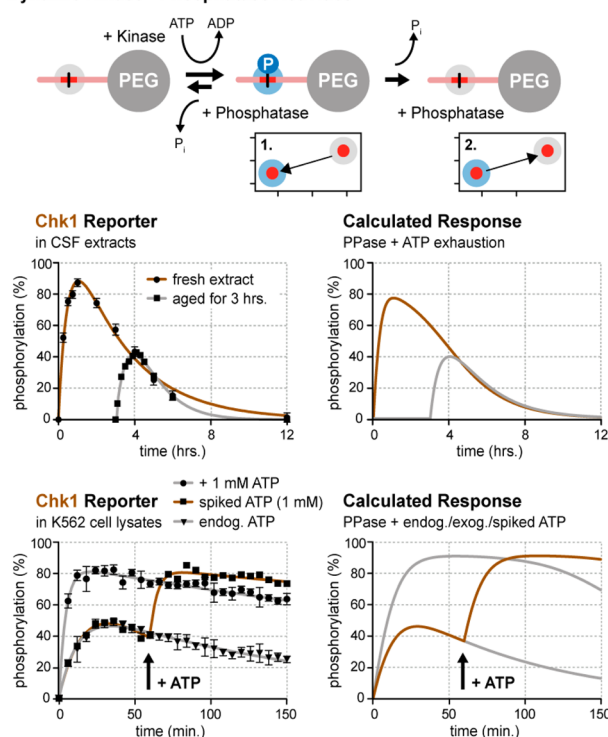 ATP ADP
+ Kinase
Pi
PEG
P
PEG
PEG
+ Phosphatase
+ Phosphatase
Pi
1.
2.
Chk1 Reporter
in CSF extracts
fresh extract
aged for 3 hrs.
phosphorylation (%)
100
80
60
40
20
0
0 4 8 12
time (hrs.)
Calculated Response
PPase + ATP exhaustion
phosphorylation (%)
100
80
60
40
20
0
0 4 8 12
time (hrs.)
+ 1 mM ATP
spiked ATP (1 mM)
endog. ATP
Chk1 Reporter
in K562 cell lysates
phosphorylation (%)
100
80
60
40
20
0
+ ATP
0 50 100 150
time (min.)
Calculated Response
PPase + endog./exog./spiked ATP
phosphorylation (%)
100
80
60
40
20
0
+ ATP
0 50 100 150
time (min.)